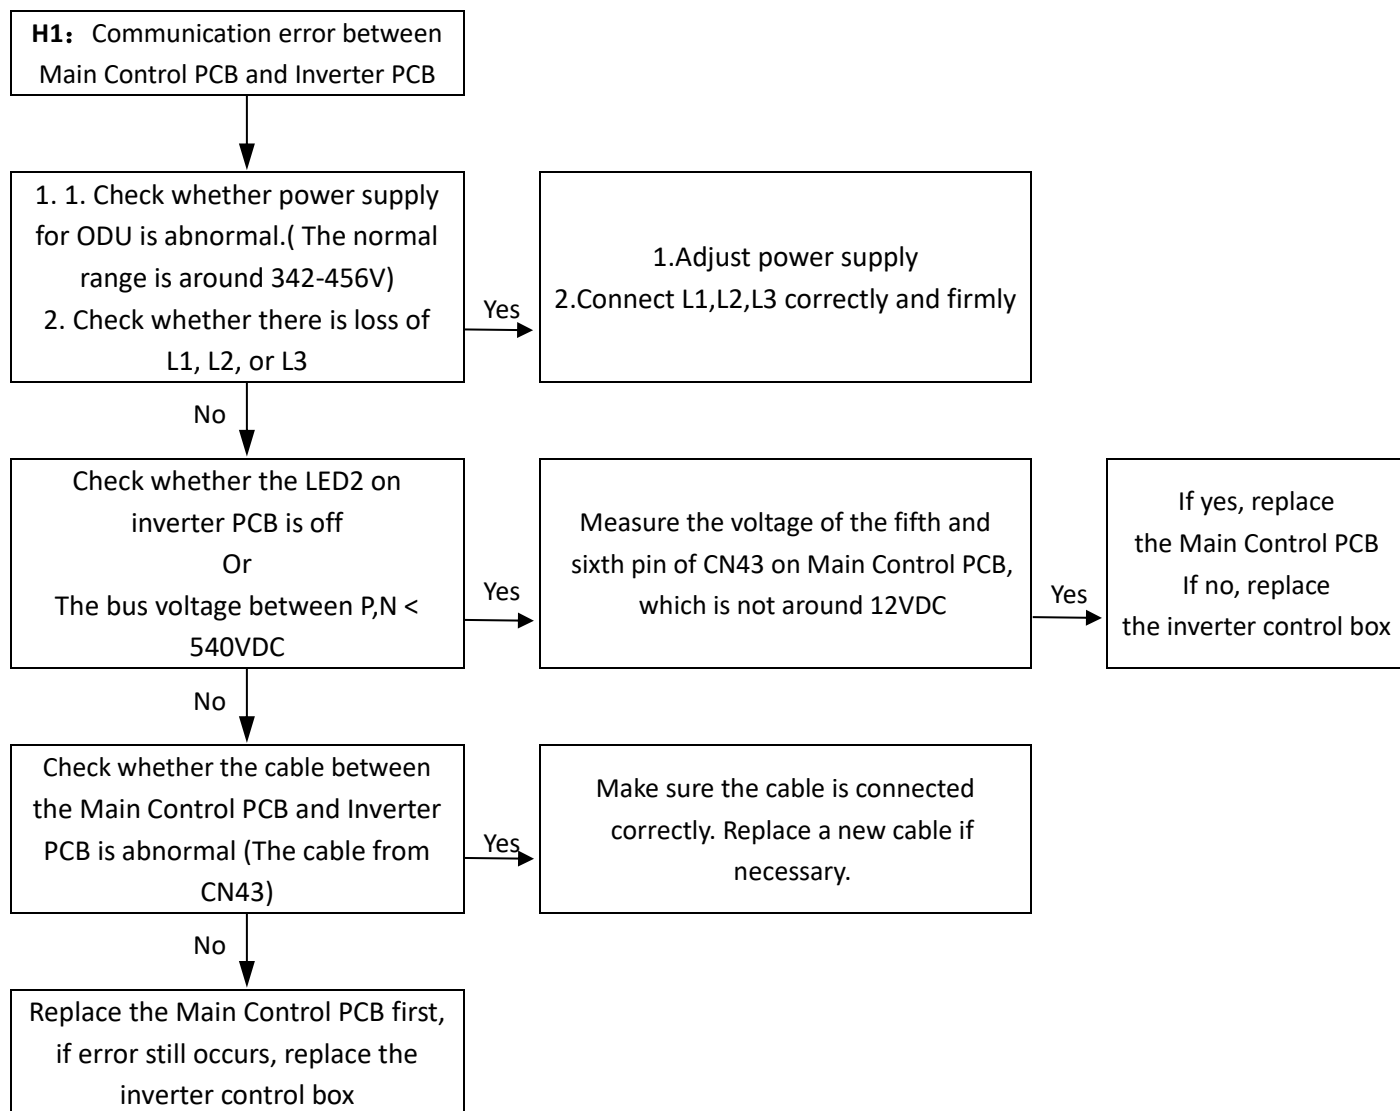 H1： Communication error between
Main Control PCB and Inverter PCB
1. 1. Check whether power supply
for ODU is abnormal.( The normal
range is around 342-456V)
2. Check whether there is loss of
L1, L2, or L3
Yes
1.Adjust power supply
2.Connect L1,L2,L3 correctly and firmly
No
Check whether the LED2 on
inverter PCB is off
Or
The bus voltage between P,N <
540VDC
Yes
Measure the voltage of the fifth and
sixth pin of CN43 on Main Control PCB,
which is not around 12VDC
Yes
If yes, replace
the Main Control PCB
If no, replace
the inverter control box
No
Check whether the cable between
the Main Control PCB and Inverter
PCB is abnormal (The cable from
CN43)
Yes
Make sure the cable is connected
correctly. Replace a new cable if
necessary.
No
Replace the Main Control PCB first,
if error still occurs, replace the
inverter control box